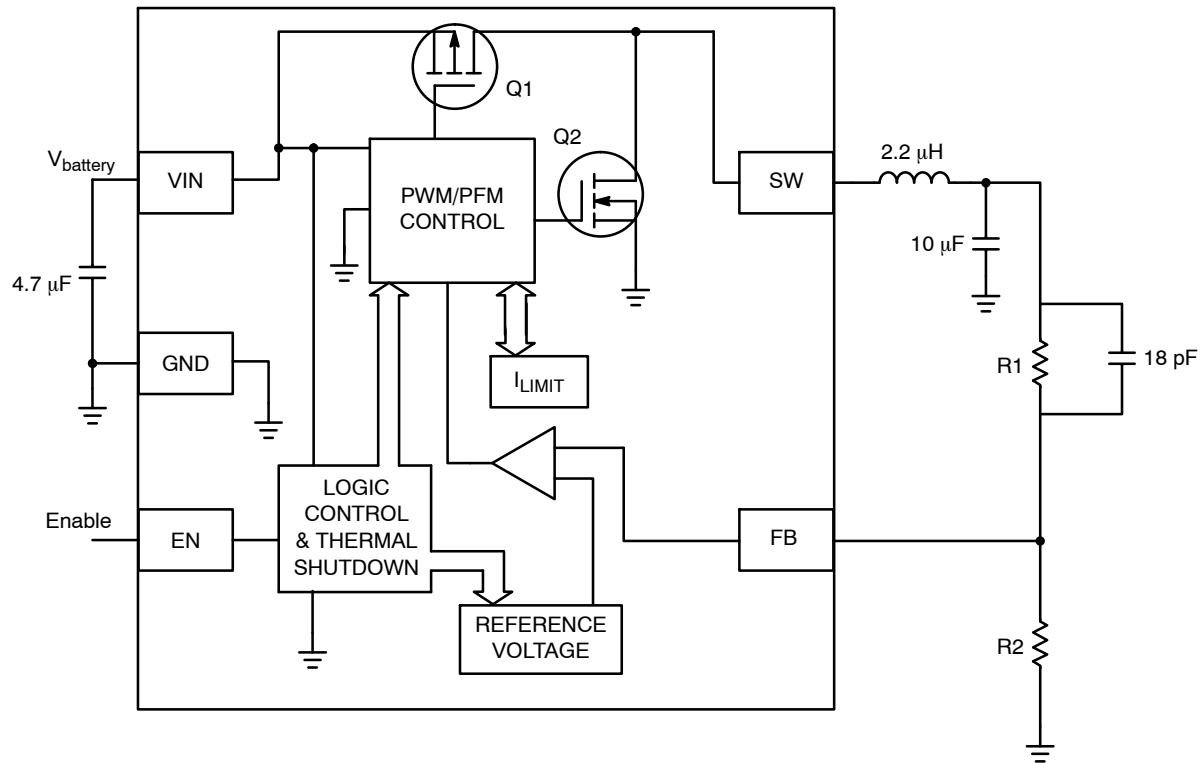 Q1
Q2
V_battery
VIN
PWM/PFM
CONTROL
SW
2.2 μH
10 μF
4.7 μF
GND
I_LIMIT
R1
18 pF
Enable
EN
LOGIC
CONTROL
& THERMAL
SHUTDOWN
FB
REFERENCE
VOLTAGE
R2